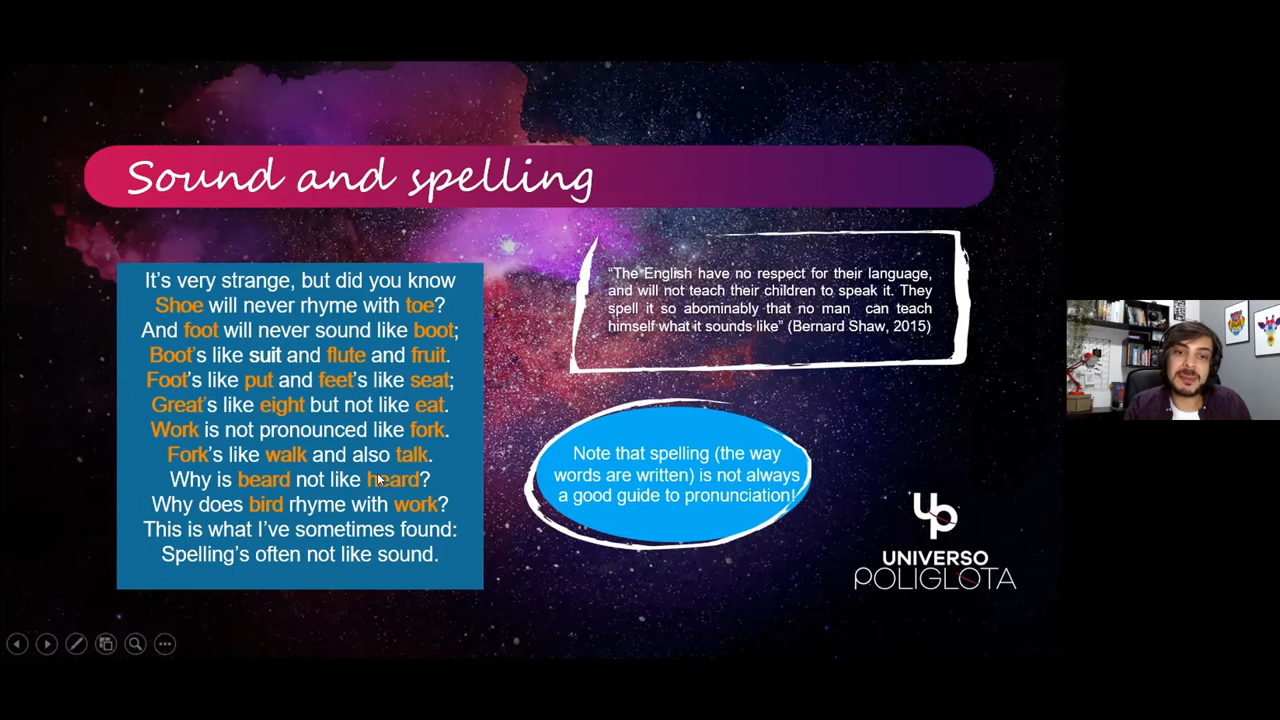 Sound and spelling
It's very strange, but did you know
Shoe will never rhyme with toe?
And foot will never sound like boot;
Boot's like suit and flute and fruit.
Foot's like put and feet's like seat;
Great's like eight but not like eat.
Work is not pronounced like fork.
Fork's like walk and also talk.
Why is beard not like heard?
Why does bird rhyme with work?
This is what I've sometimes found:
Spelling's often not like sound.
“The English have no respect for their language,
and will not teach their children to speak it. They
spell it so abominably that no man can teach
himself what it sounds like” (Bernard Shaw, 2015)
Note that spelling (the way
words are written) is not always
a good guide to pronunciation!
up
UNIVERSO
POLIGLOTA